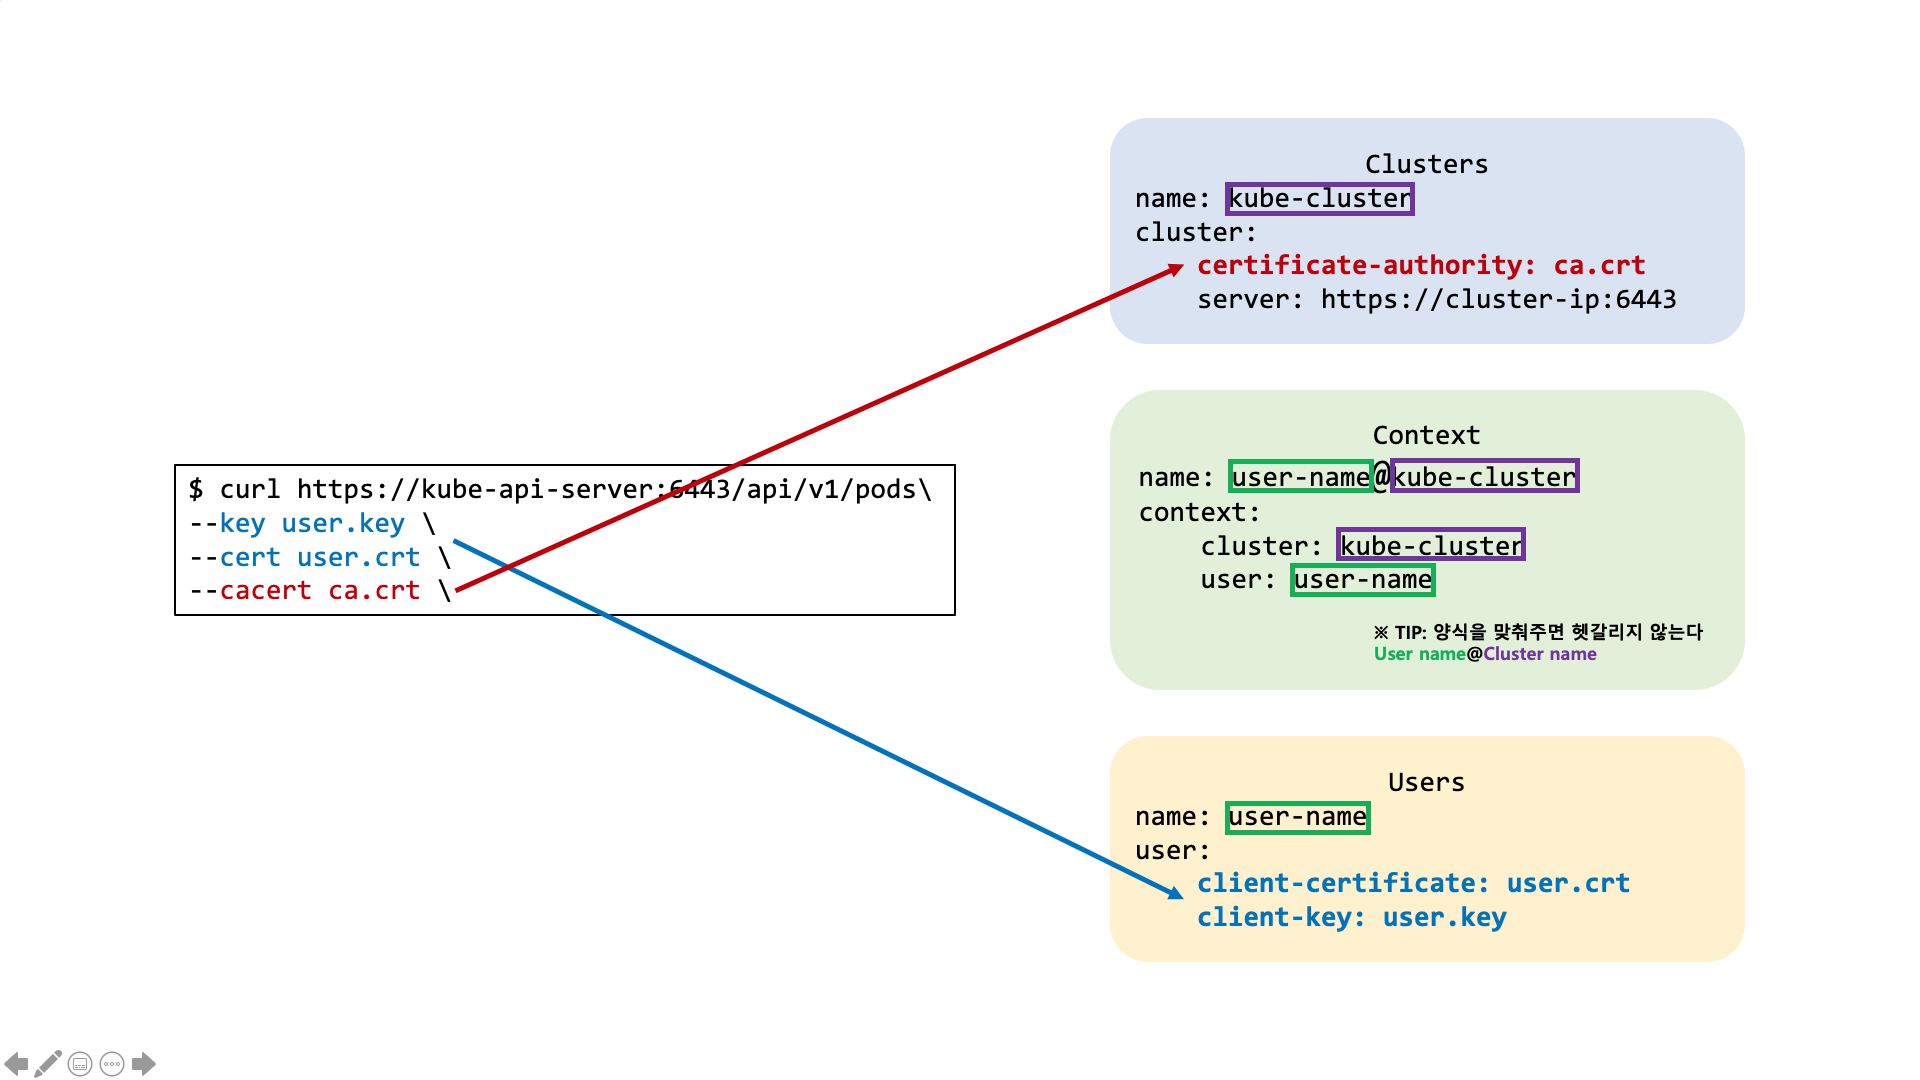 $ curl https://kube-api-server:6443/api/v1/pods\
--key user.key \
--cert user.crt \
--cacert ca.crt \
Clusters
name: kube-cluster
cluster:
certificate-authority: ca.crt
server: https://cluster-ip:6443
Context
name: user-name@kube-cluster
context:
cluster: kube-cluster
user: user-name
※ TIP: 양식을 맞춰주면 헷갈리지 않는다
User name@Cluster name
Users
name: user-name
user:
client-certificate: user.crt
client-key: user.key